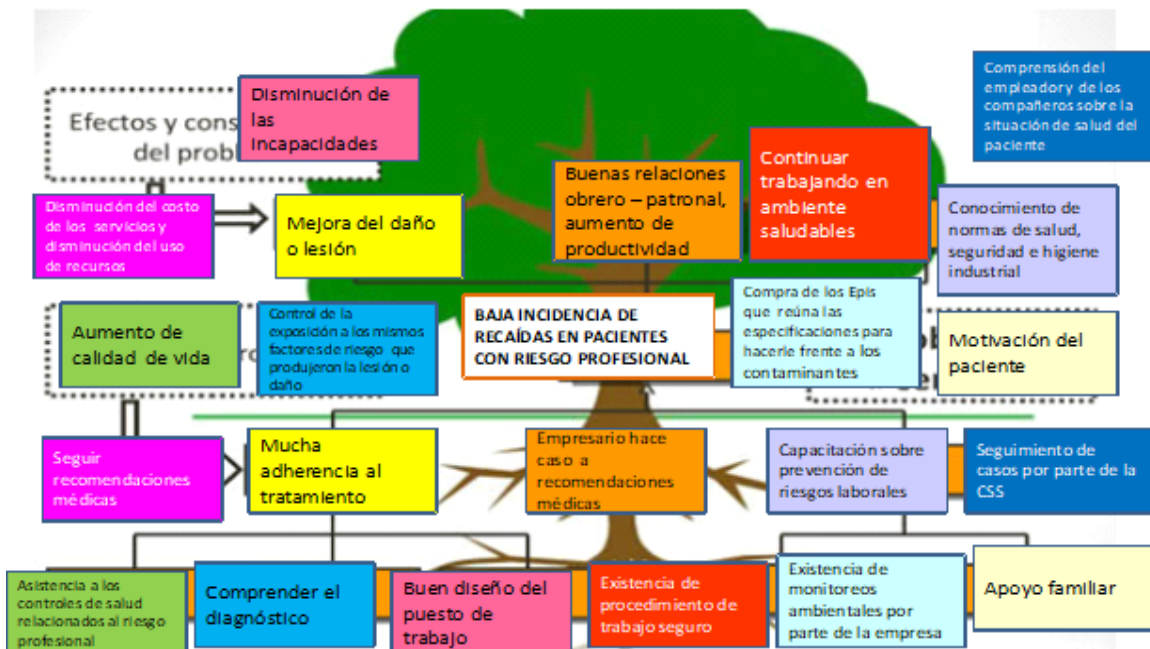 Disminución de
las
incapacidades
Efectos y cons
del probl
Comprensión del
empleador y de los
compañeros sobre la
situación de salud del
paciente
Disminución del costo
de los servicios y
disminución del uso
de recursos
Mejora del daño
o lesión
Buenas relaciones
obrero – patronal,
aumento de
productividad
Continuar
trabajando en
ambiente
saludables
Conocimiento de
normas de salud,
seguridad e higiene
industrial
Aumento de
calidad de vida
Control de la
exposición a los mismos
factores de riesgo que
produjeron la lesión o
daño
BAJA INCIDENCIA DE
RECAÍDAS EN PACIENTES
CON RIESGO PROFESIONAL
Compra de los Epis
que reúna las
especificaciones para
hacerle frente a los
contaminantes
Motivación del
paciente
Seguir
recomendaciones
médicas
Mucha
adherencia al
tratamiento
Empresario hace
caso a
recomendaciones
médicas
Capacitación sobre
prevención de
riesgos laborales
Seguimiento de
casos por parte de la
CSS
Asistencia a los
controles de salud
relacionados al riesgo
profesional
Comprender el
diagnóstico
Buen diseño del
puesto de
trabajo
Existencia de
procedimiento de
trabajo seguro
Existencia de
monitoreos
ambientales por
parte de la empresa
Apoyo familiar